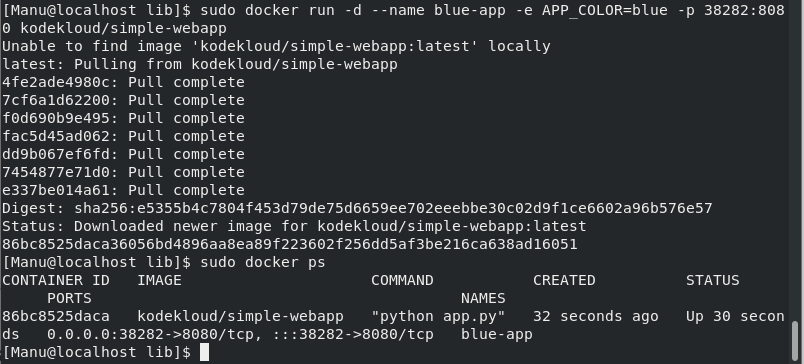 [Manu@localhost lib]$ sudo docker run -d --name blue-app -e APP_COLOR=blue -p 38282:808
0 kodekloud/simple-webapp
Unable to find image 'kodekloud/simple-webapp:latest' locally
latest: Pulling from kodekloud/simple-webapp
4fe2ade4980c: Pull complete
7cf6a1d62200: Pull complete
f0d690b9e495: Pull complete
fac5d45ad062: Pull complete
dd9b067ef6fd: Pull complete
7454877e71d0: Pull complete
e337be014a61: Pull complete
Digest: sha256:e5355b4c7804f453d79de75d6659ee702eeebbe30c02d9f1ce6602a96b576e57
Status: Downloaded newer image for kodekloud/simple-webapp:latest
86bc8525daca36056bd4896aa8ea89f223602f256dd5af3be216ca638ad16051
[Manu@localhost lib]$ sudo docker ps
CONTAINER ID   IMAGE                     COMMAND           CREATED          STATUS
     PORTS                                         NAMES
86bc8525daca   kodekloud/simple-webapp   "python app.py"   32 seconds ago   Up 30 secon
ds   0.0.0.0:38282->8080/tcp, :::38282->8080/tcp   blue-app
[Manu@localhost lib]$